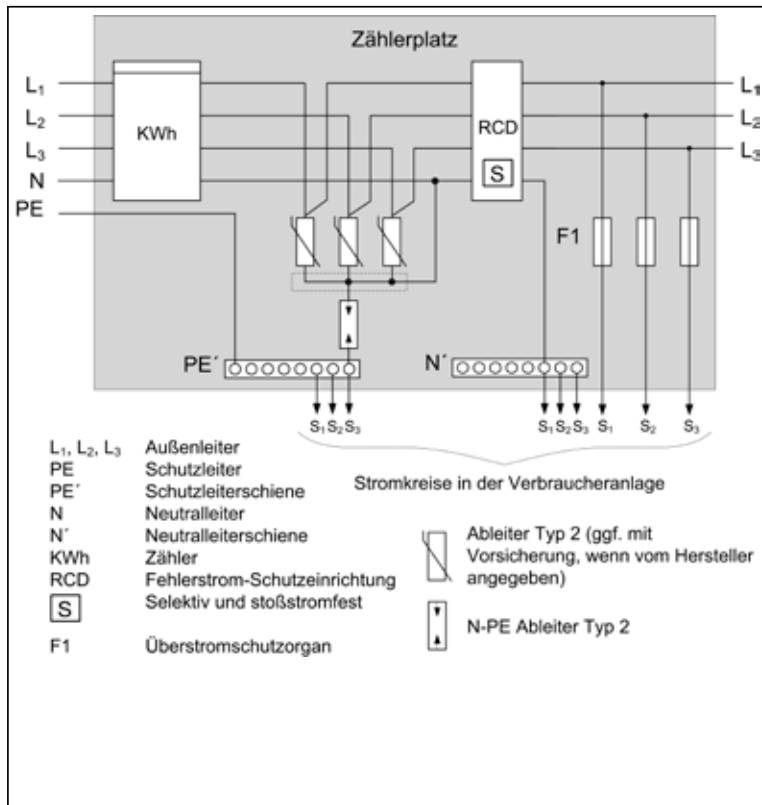 Zählerplatz
L₁
L₂
L₃
N
PE
KWh
RCD
S
L₁
L₂
L₃
F1
PE´
N´
S₁ S₂ S₃
S₁ S₂ S₃ S₁ S₂ S₃
Stromkreise in der Verbraucheranlage
L₁, L₂, L₃ Außenleiter
PE Schutzleiter
PE´ Schutzleiterschiene
N Neutralleiter
N´ Neutralleiterschiene
KWh Zähler
RCD Fehlerstrom-Schutzeinrichtung
S Selektiv und stoßstromfest
F1 Überstromschutzorgan
Ableiter Typ 2 (ggf. mit
Vorsicherung, wenn vom Hersteller
angegeben)
N-PE Ableiter Typ 2